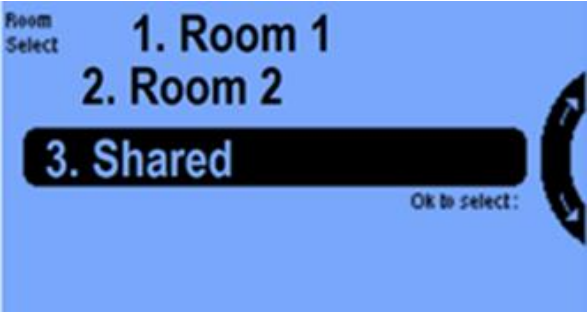 Room
Select
1. Room 1
2. Room 2
3. Shared
Ok to select: